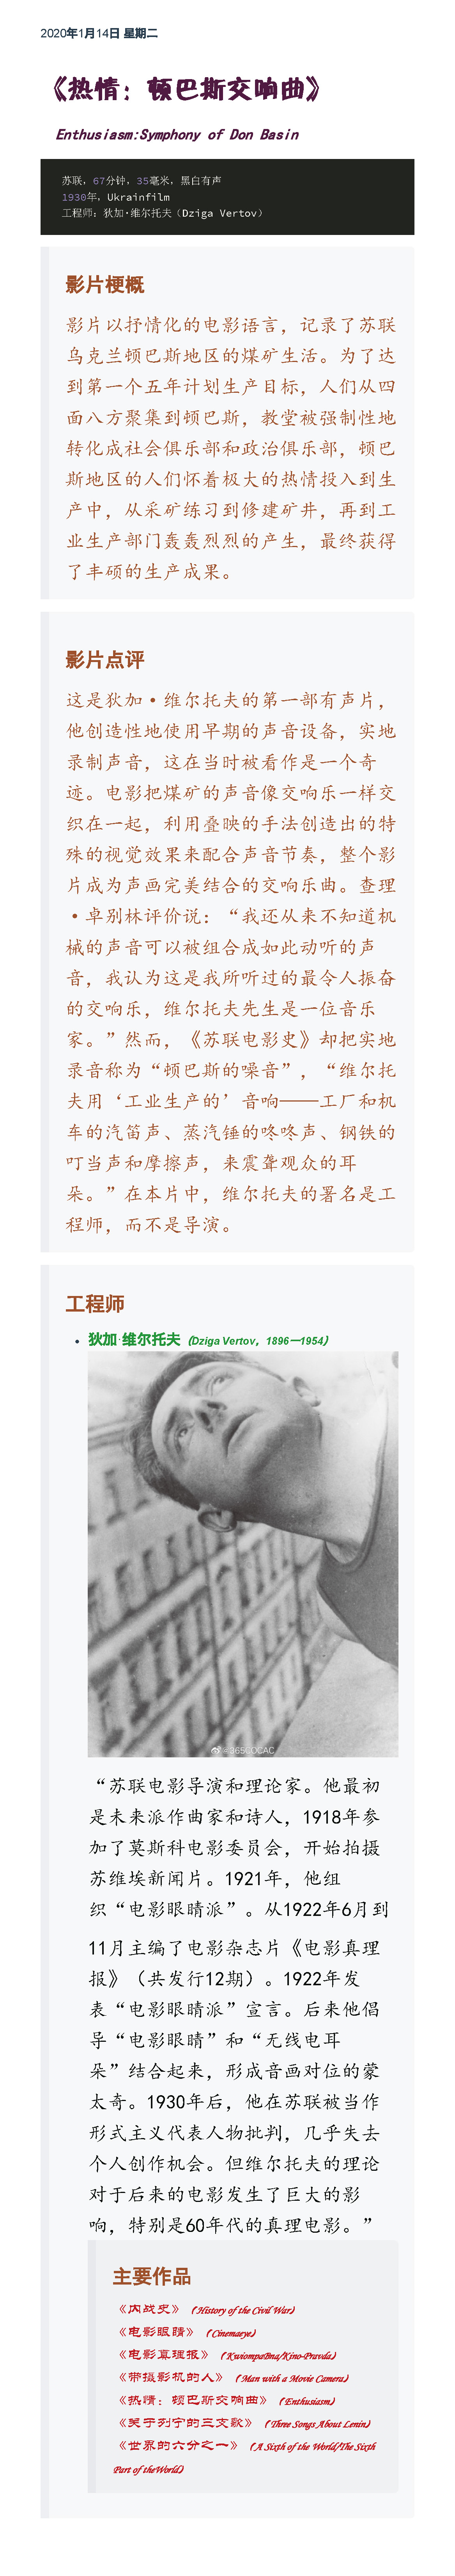 2020年1月14日 星期二
《热情：顿巴斯交响曲》
Enthusiasm:Symphony of Don Basin
苏联，67分钟，35毫米，黑白有声
1930年，Ukrainfilm
工程师：狄加·维尔托夫（Dziga Vertov）
影片梗概
影片以抒情化的电影语言，记录了苏联
乌克兰顿巴斯地区的煤矿生活。为了达
到第一个五年计划生产目标，人们从四
面八方聚集到顿巴斯，教堂被强制性地
转化成社会俱乐部和政治俱乐部，顿巴
斯地区的人们怀着极大的热情投入到生
产中，从采矿练习到修建矿井，再到工
业生产部门轰轰烈烈的产生，最终获得
了丰硕的生产成果。
影片点评
这是狄加·维尔托夫的第一部有声片，
他创造性地使用早期的声音设备，实地
录制声音，这在当时被看作是一个奇
迹。电影把煤矿的声音像交响乐一样交
织在一起，利用叠映的手法创造出的特
殊的视觉效果来配合声音节奏，整个影
片成为声画完美结合的交响乐曲。查理
·卓别林评价说：“我还从来不知道机
械的声音可以被组合成如此动听的声
音，我认为这是我所听过的最令人振奋
的交响乐，维尔托夫先生是一位音乐
家。”然而，《苏联电影史》却把实地
录音称为“顿巴斯的噪音”，“维尔托
夫用‘工业生产的’音响——工厂和机
车的汽笛声、蒸汽锤的咚咚声、钢铁的
叮当声和摩擦声，来震聋观众的耳
朵。”在本片中，维尔托夫的署名是工
程师，而不是导演。
工程师
狄加·维尔托夫（Dziga Vertov，1896—1954）
@365COCAC
“苏联电影导演和理论家。他最初
是未来派作曲家和诗人，1918年参
加了莫斯科电影委员会，开始拍摄
苏维埃新闻片。1921年，他组
织“电影眼睛派”。从1922年6月到
11月主编了电影杂志片《电影真理
报》（共发行12期）。1922年发
表“电影眼睛派”宣言。后来他倡
导“电影眼睛”和“无线电耳
朵”结合起来，形成音画对位的蒙
太奇。1930年后，他在苏联被当作
形式主义代表人物批判，几乎失去
个人创作机会。但维尔托夫的理论
对于后来的电影发生了巨大的影
响，特别是60年代的真理电影。”
主要作品
《内战史》（History of the Civil War）
《电影眼睛》（Cinemaeye）
《电影真理报》（KwiompaBna/Kino-Pravda）
《带摄影机的人》（Man with a Movie Camera）
《热情：顿巴斯交响曲》（Enthusiasm）
《关于列宁的三支歌》（Three Songs About Lenin）
《世界的六分之一》（A Sixth of the World/The Sixth
Part of theWorld）